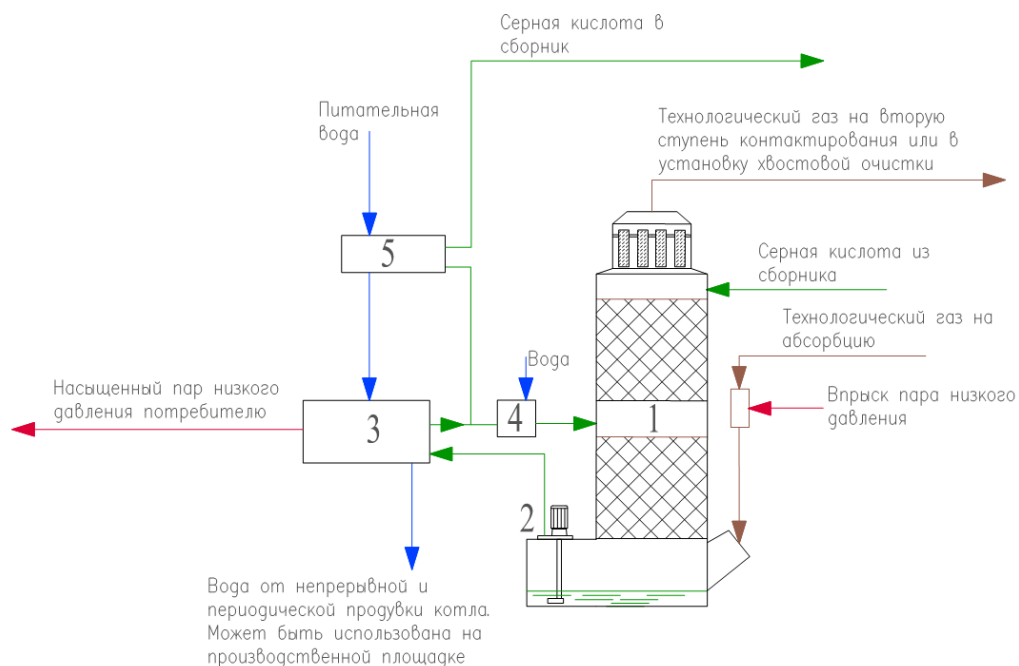 Серная кислота в
сборник
Питательная
вода
Технологический газ на вторую
ступень контактирования или в
установку хвостовой очистки
5
Серная кислота из
сборника
Технологический газ на
абсорбцию
Вода
Насыщенный пар низкого
давления потребителю
Впрыск пара низкого
давления
3
4
1
2
Вода от непрерывной и
периодической продувки котла.
Может быть использована на
производственной площадке